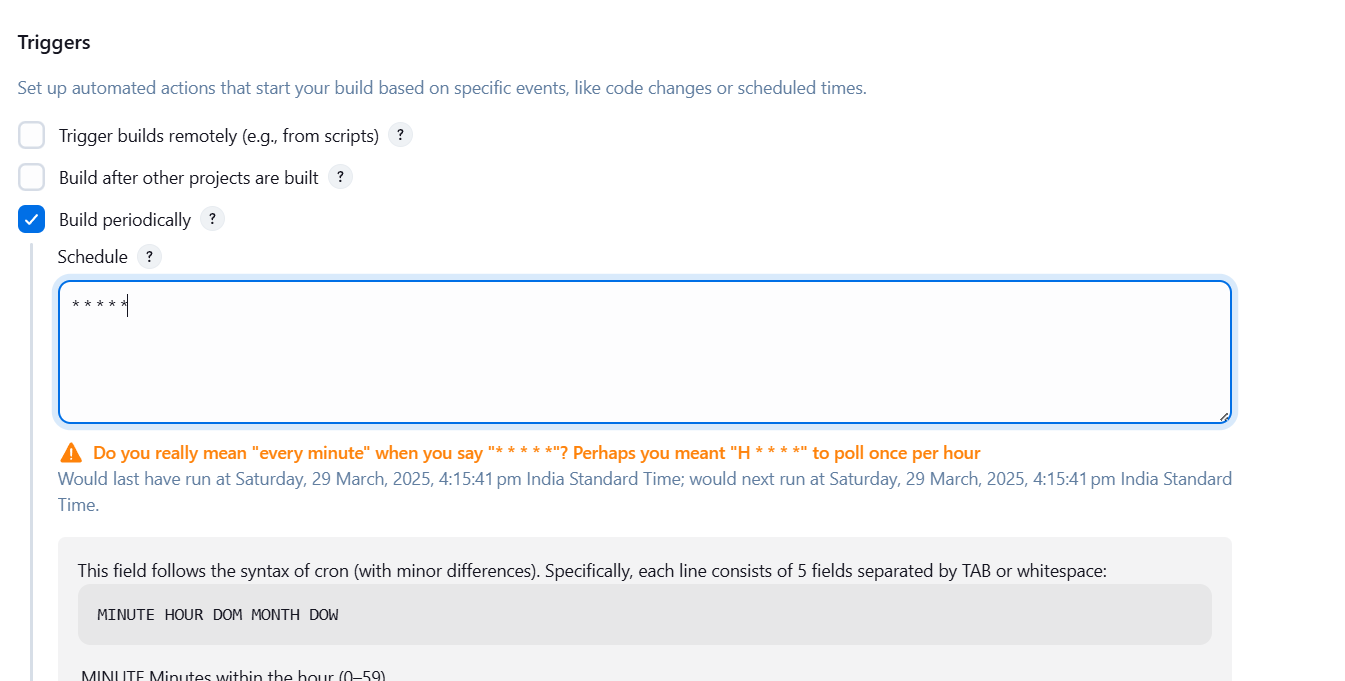 Triggers
Set up automated actions that start your build based on specific events, like code changes or scheduled times.
Trigger builds remotely (e.g., from scripts) ?
Build after other projects are built ?
Build periodically ?
Schedule ?
* * * * *
Do you really mean "every minute" when you say "* * * * *"? Perhaps you meant "H * * * *" to poll once per hour
Would last have run at Saturday, 29 March, 2025, 4:15:41 pm India Standard Time; would next run at Saturday, 29 March, 2025, 4:15:41 pm India Standard
Time.
This field follows the syntax of cron (with minor differences). Specifically, each line consists of 5 fields separated by TAB or whitespace:
MINUTE HOUR DOM MONTH DOW
MINUTE Minutes within the hour (0–59)